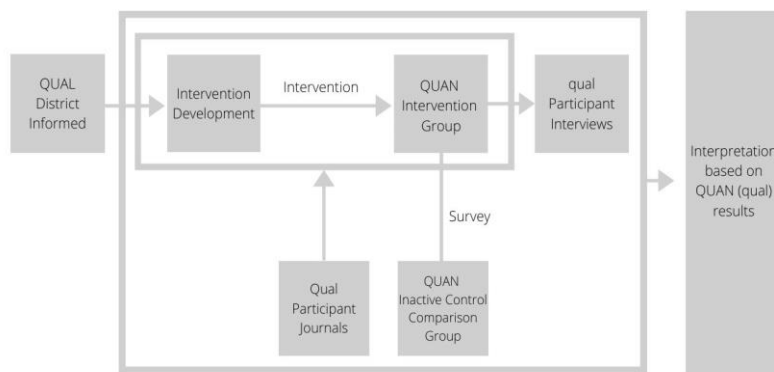 QUAL
District
Informed
Intervention
Development
Intervention
QUAN
Intervention
Group
qual
Participant
Interviews
Survey
Qual
Participant
Journals
QUAN
Inactive Control
Comparison
Group
Interpretation
based on
QUAN (qual)
results